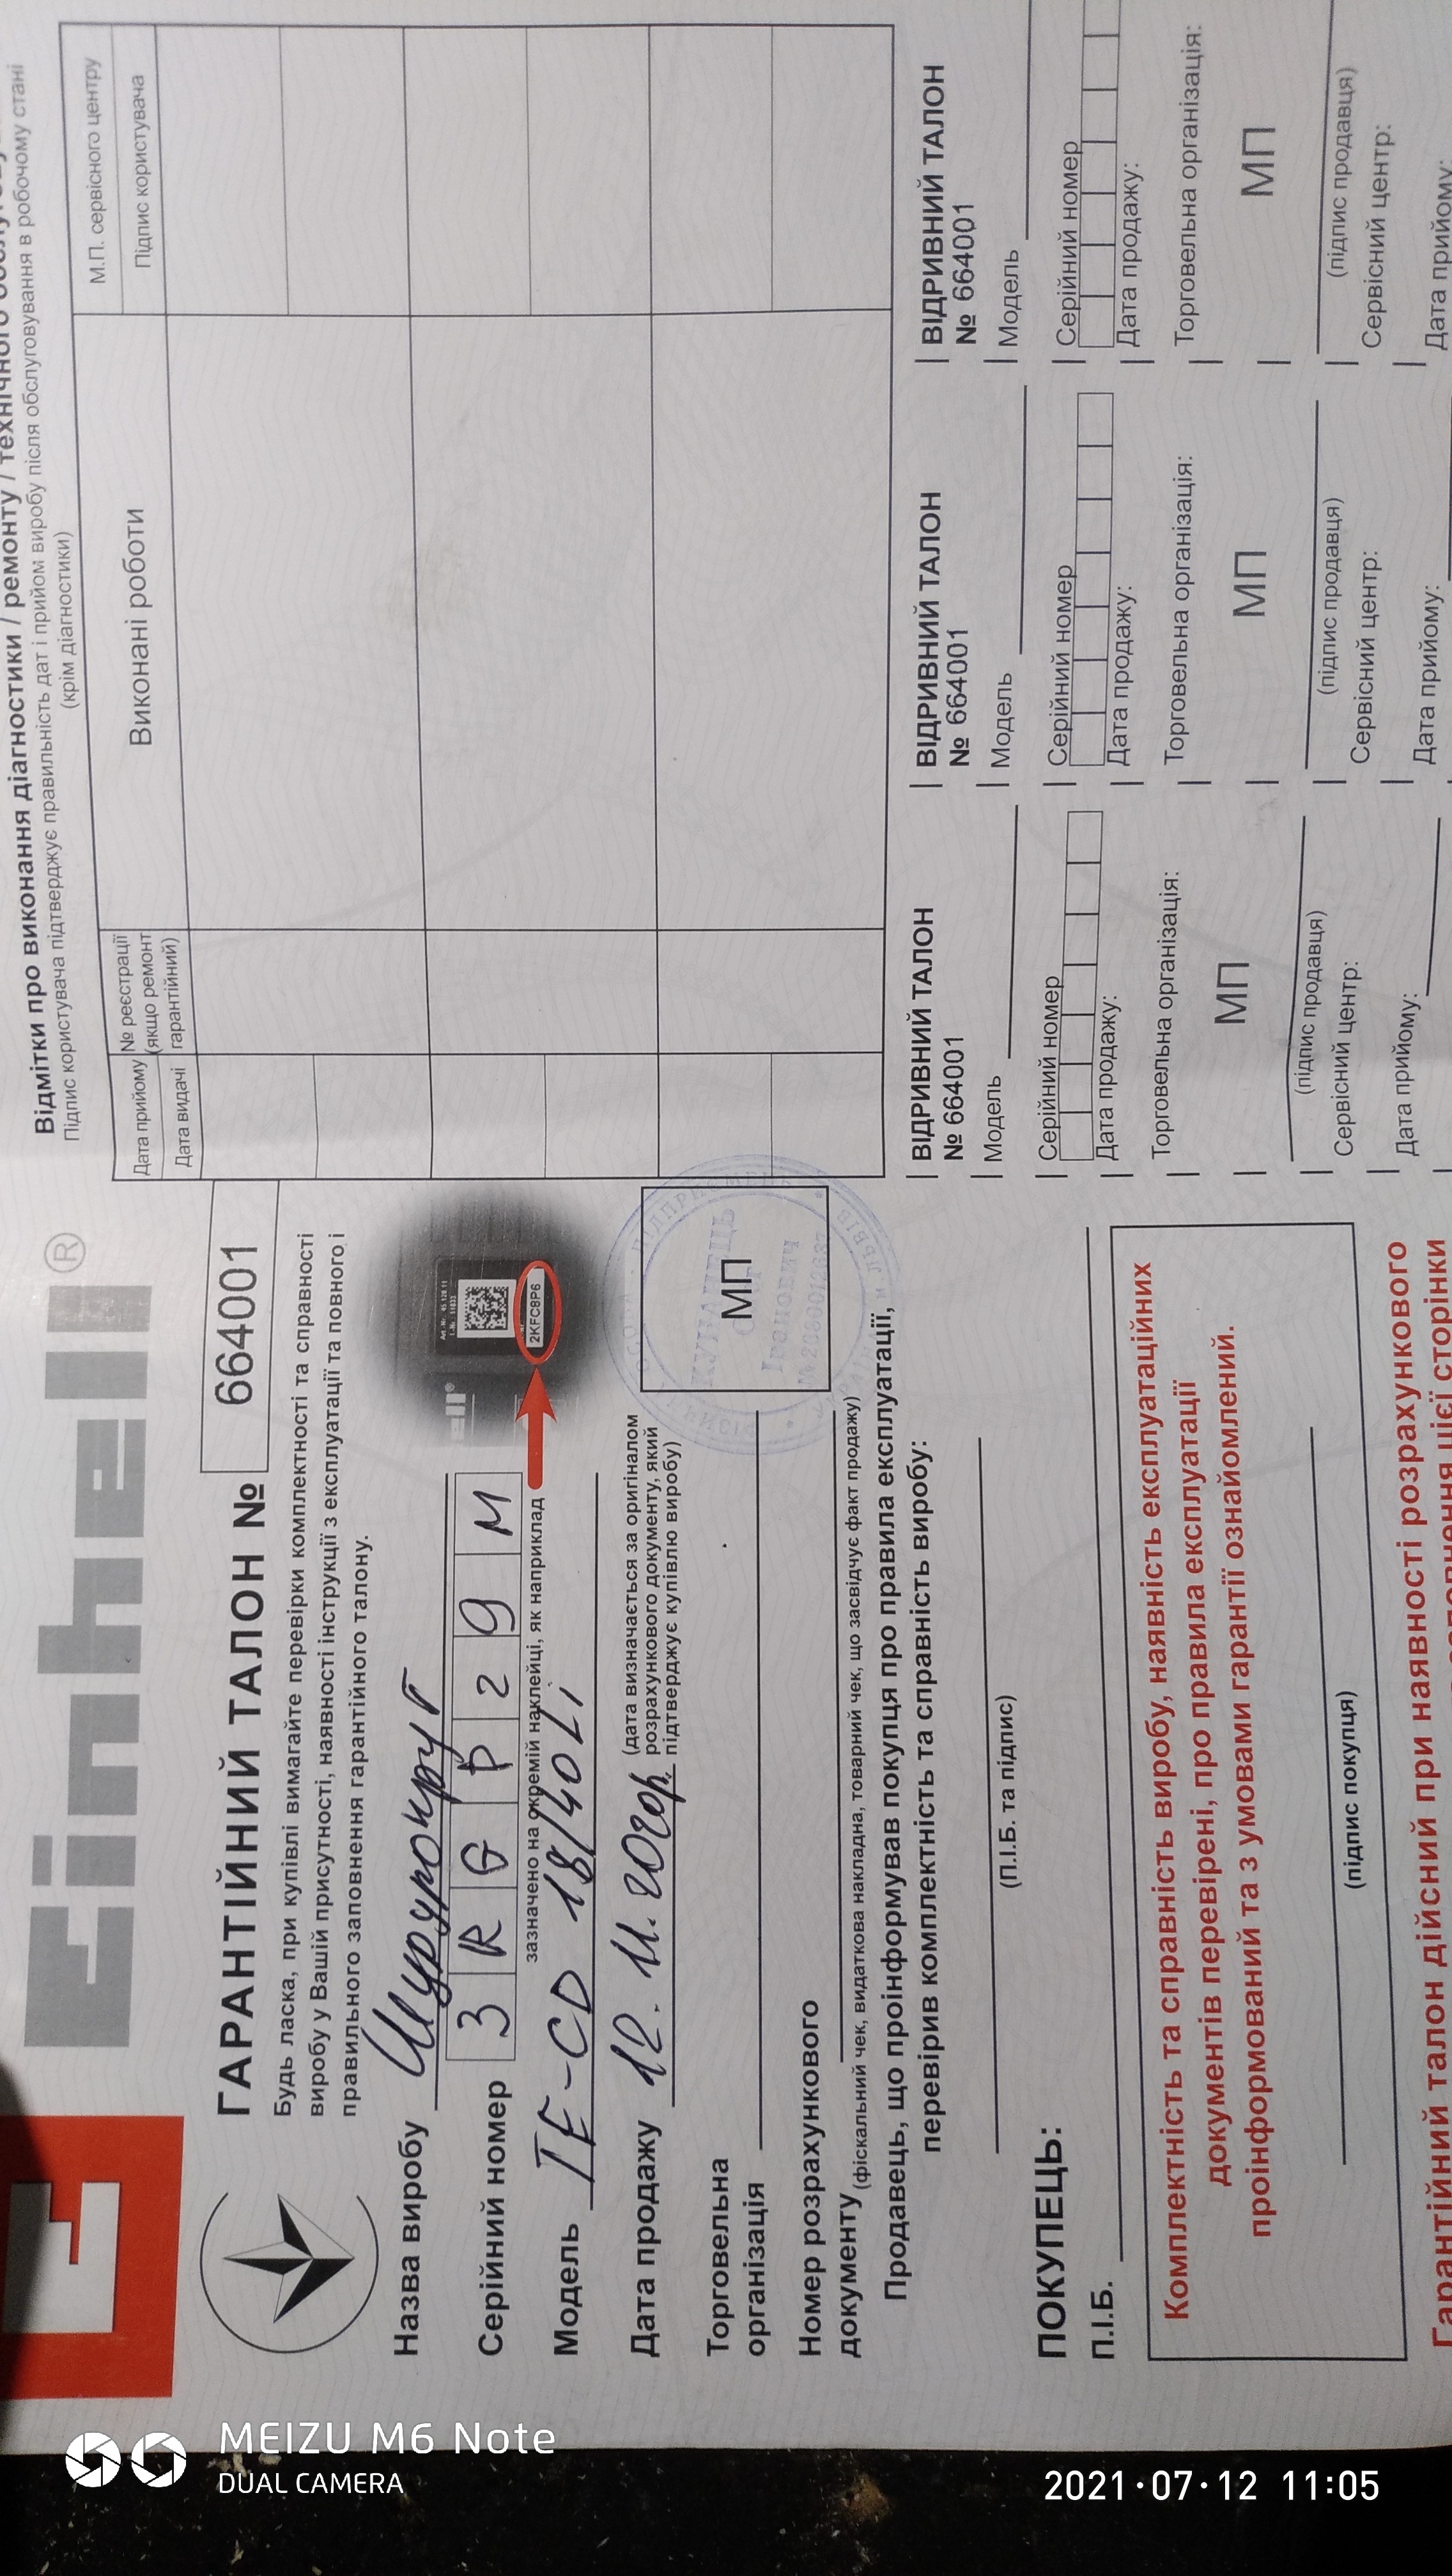 Einhell®
ГАРАНТІЙНИЙ ТАЛОН № 664001
Будь ласка, при купівлі вимагайте перевірки комплектності та справності
виробу у Вашій присутності, наявності інструкції з експлуатації та повного і
правильного заповнення гарантійного талону.
Назва виробу Шурупокрут
Серійний номер 3 R G P 2 9 M
зазначено на окремій наклейці, як наприклад
2KFC8P6
Модель TE-CD 18/40 Li
Дата продажу 12.11.2020р.
(дата визначається за оригіналом
розрахункового документу, який
підтверджує купівлю виробу)
МП
Торговельна
організація
Номер розрахункового
документу
(фіскальний чек, видаткова накладна, товарний чек, що засвідчує факт продажу)
Продавець, що проінформував покупця про правила експлуатації,
перевірив комплектність та справність виробу:
(П.І.Б. та підпис)
ПОКУПЕЦЬ:
П.І.Б.
Комплектність та справність виробу, наявність експлуатаційних
документів перевірені, про правила експлуатації
проінформований та з умовами гарантії ознайомлений.
(підпис покупця)
Гарантійний талон дійсний при наявності розрахункового
цієї сторінки
Відмітки про виконання діагностики / ремонту / технічного
Підпис користувача підтверджує правильність дат і прийом виробу після обслуговування в робочому стані
(крім діагностики)
Дата прийому
Дата видачі
№ реєстрації
(якщо ремонт
гарантійний)
Виконані роботи
М.П. сервісного центру
Підпис користувача
ВІДРИВНИЙ ТАЛОН
№ 664001
Модель
Серійний номер
Дата продажу:
Торговельна організація:
МП
(підпис продавця)
Сервісний центр:
Дата прийому:
ВІДРИВНИЙ ТАЛОН
№ 664001
Модель
Серійний номер
Дата продажу:
Торговельна організація:
МП
(підпис продавця)
Сервісний центр:
Дата прийому:
ВІДРИВНИЙ ТАЛОН
№ 664001
Модель
Серійний номер
Дата продажу:
Торговельна організація:
МП
(підпис продавця)
Сервісний центр:
Дата прийому:
MEIZU M6 Note
DUAL CAMERA
2021·07·12 11:05